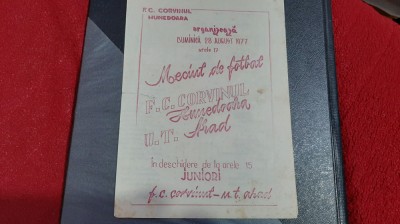 F.C. CORVINUL
HUNEDOARA
organizează
DUMINICĂ 28 AUGUST 1977
orele 17
Meciul de fotbal
F.C. CORVINUL
Hunedoara
U.T. Arad
În deschidere de la orele 15
JUNIORI
f.c. corvinul - u.t. arad